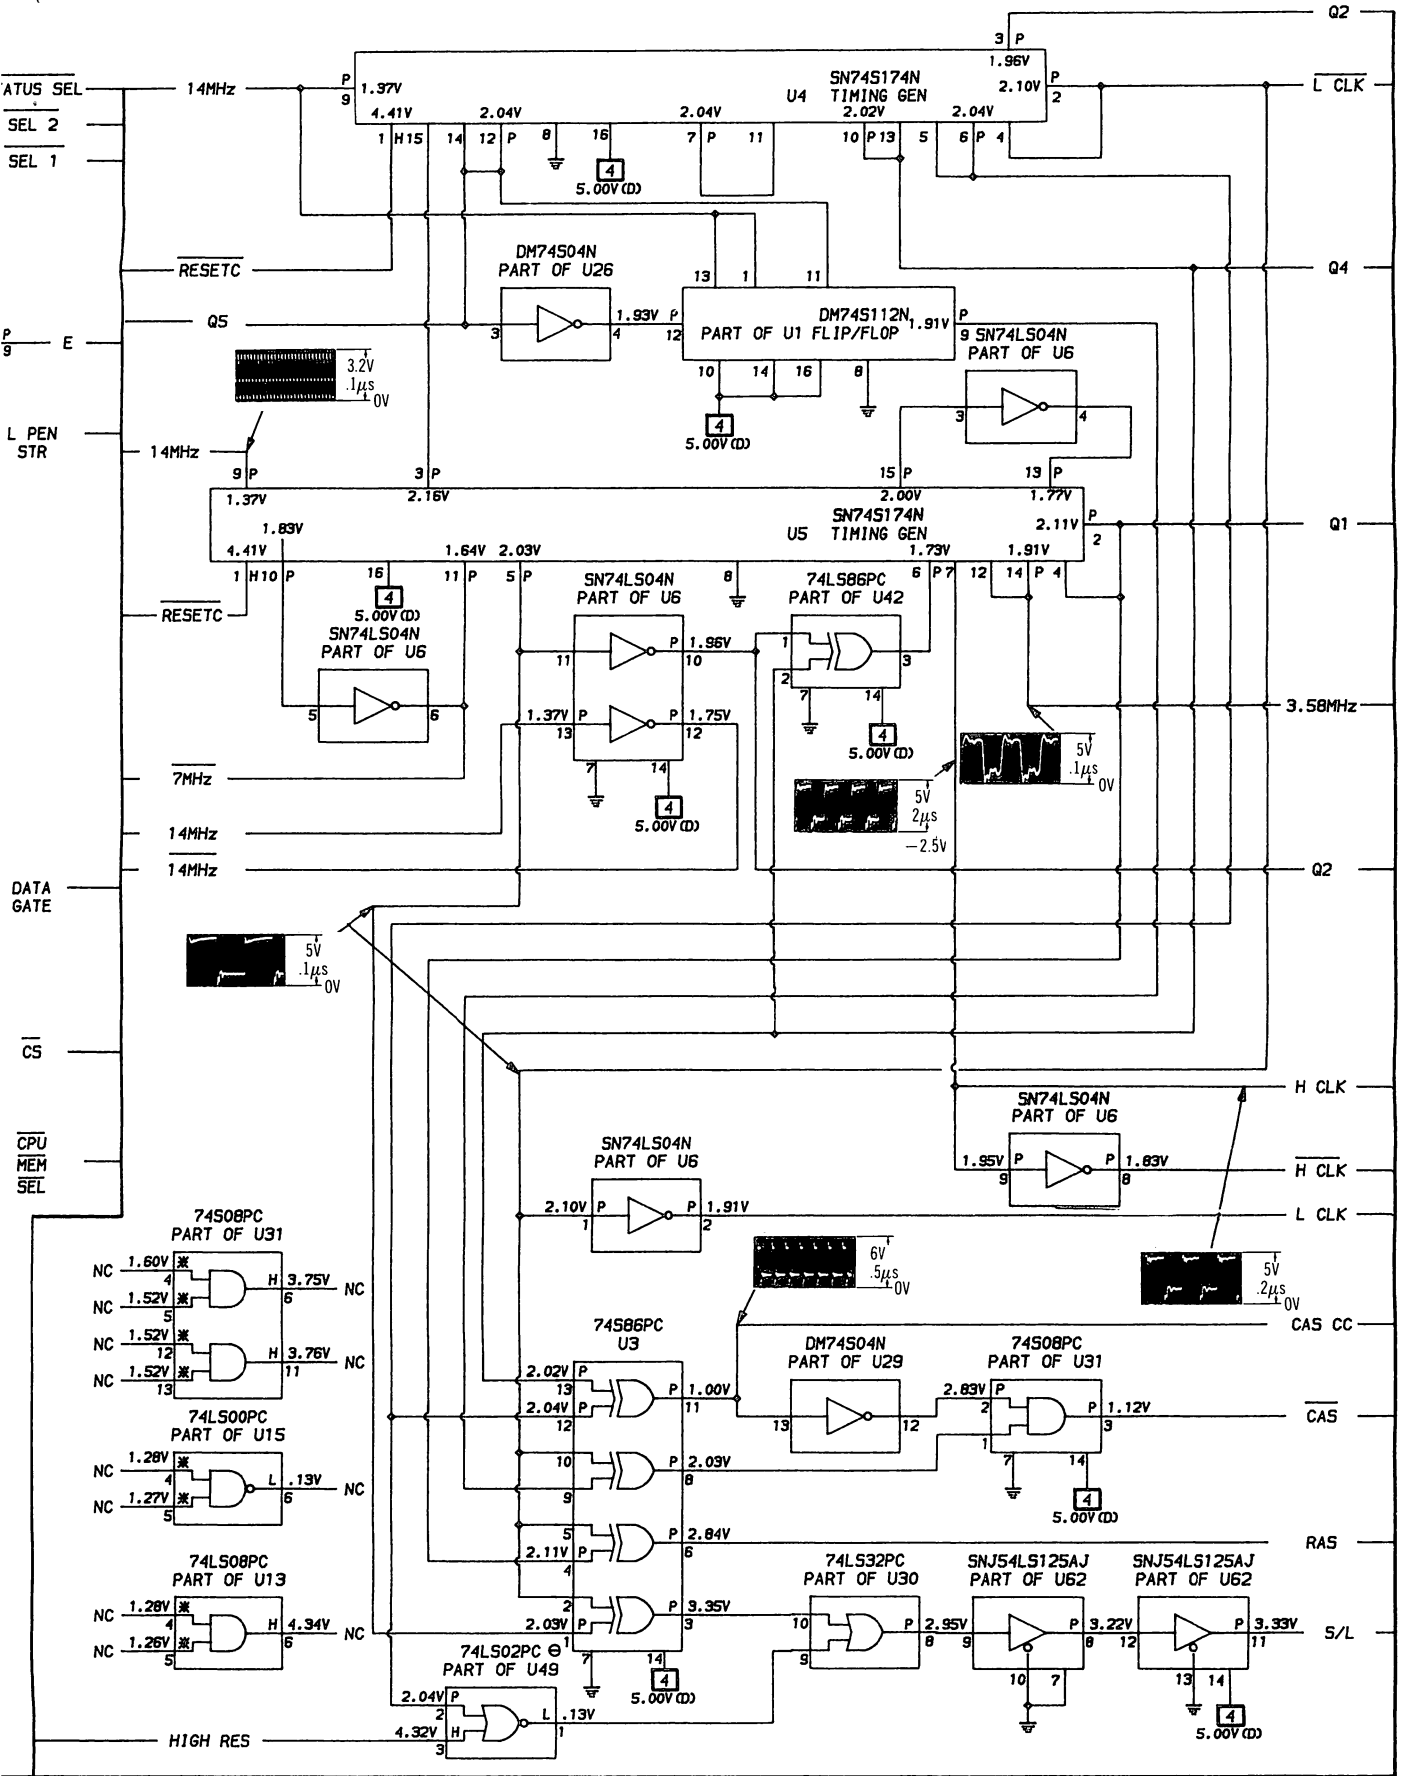 Q2
3 P
1.96V
ATUS SEL
14MHz
P
9
1.37V
SN74S174N
U4 TIMING GEN
2.10V
P
2
L CLK
SEL 2
4.41V
2.04V
2.04V
2.02V
2.04V
1 H 15 14 12 P 8 16 7 P 11 10 P 13 5 6 P 4
SEL 1
4
5.00V(D)
RESETC
DM74S04N
PART OF U26
13 1 11
Q4
Q5
3
1.93V
4
P
12
DM74S112N
PART OF U1 FLIP/FLOP
1.91V
P
9
SN74LS04N
PART OF U6
P
9
E
3.2V
.1μs
0V
10 14 16 8
3 4
4
5.00V(D)
L PEN
STR
14MHz
9 P
3 P
15 P
13 P
1.37V
2.16V
2.00V
1.77V
1.83V
SN74S174N
U5 TIMING GEN
2.11V
P
2
Q1
4.41V
1.64V
2.03V
1.73V
1.91V
1 H 10 P 16 11 P 5 P 8 6 P 7 12 14 P 4
4
5.00V(D)
RESETC
SN74LS04N
PART OF U6
SN74LS04N
PART OF U6
74LS86PC
PART OF U42
5 6
11
P
1.96V
10
1
2
3
7 14
4
5.00V(D)
3.58MHz
1.37V
P
13
P
1.75V
12
7 14
4
5.00V(D)
5V
.1μs
0V
7MHz
5V
2μs
−2.5V
14MHz
14MHz
Q2
DATA
GATE
5V
.1μs
0V
CS
H CLK
SN74LS04N
PART OF U6
CPU
MEM
SEL
SN74LS04N
PART OF U6
1.95V
P
9
P
1.83V
8
H CLK
2.10V
P
1
P
1.91V
2
L CLK
74S08PC
PART OF U31
NC 1.60V ※
4
H 3.75V NC
6
NC 1.52V ※
5
NC 1.52V ※
12
H 3.76V NC
11
NC 1.52V ※
13
6V
.5μs
0V
5V
.2μs
0V
CAS CC
74S86PC
U3
DM74S04N
PART OF U29
74S08PC
PART OF U31
2.02V P
13
2.04V P
12
P 1.00V
11
13 12
2.83V P
2
1
P 1.12V
3
CAS
7 14
4
5.00V(D)
74LS00PC
PART OF U15
NC 1.28V ※
4
L .13V NC
6
NC 1.27V ※
5
10
9
P 2.03V
8
5
2.11V P
4
P 2.84V
6
RAS
74LS08PC
PART OF U13
NC 1.28V ※
4
H 4.34V NC
6
NC 1.26V ※
5
2
2.03V P
1
P 3.35V
3
7 14
4
5.00V(D)
74LS32PC
PART OF U30
10
9
P 2.95V
8
SNJ54LS125AJ
PART OF U62
9
P 3.22V
8
10 7
SNJ54LS125AJ
PART OF U62
12
P 3.33V
11
13 14
4
5.00V(D)
S/L
74LS02PC ⊖
PART OF U49
2.04V P
2
4.32V H
3
L .13V
1
HIGH RES